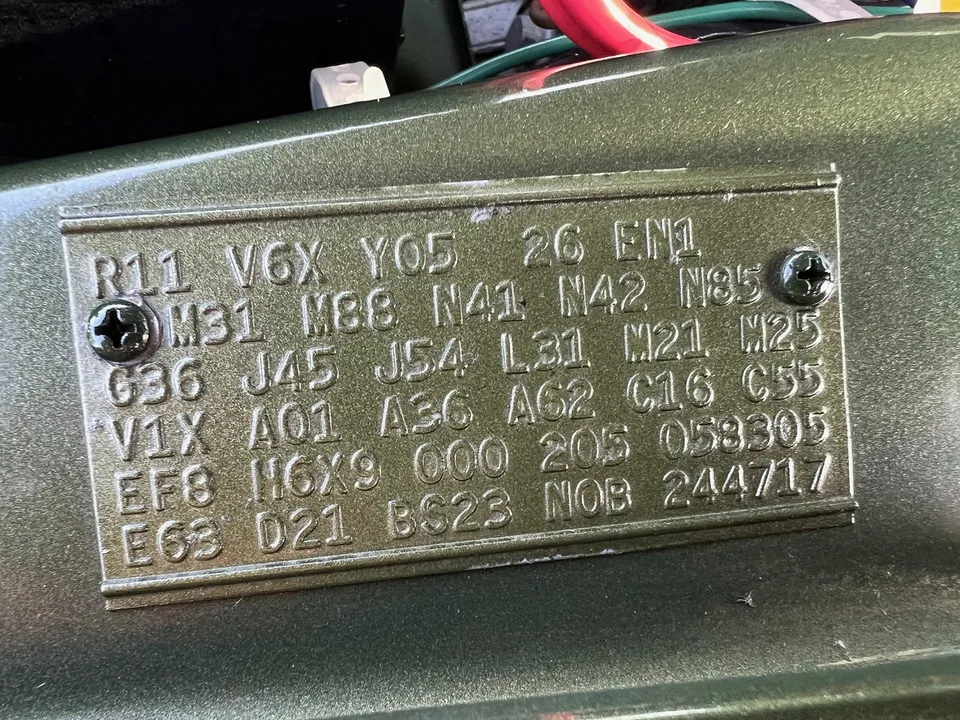 R11 V6X Y05 26 EN1
M31 M88 N41 N42 N85
G36 J45 J54 L31 M21 M25
V1X A01 A36 A62 C16 C55
EF8 H6X9 000 205 058305
E63 D21 BS23 N0B 244717